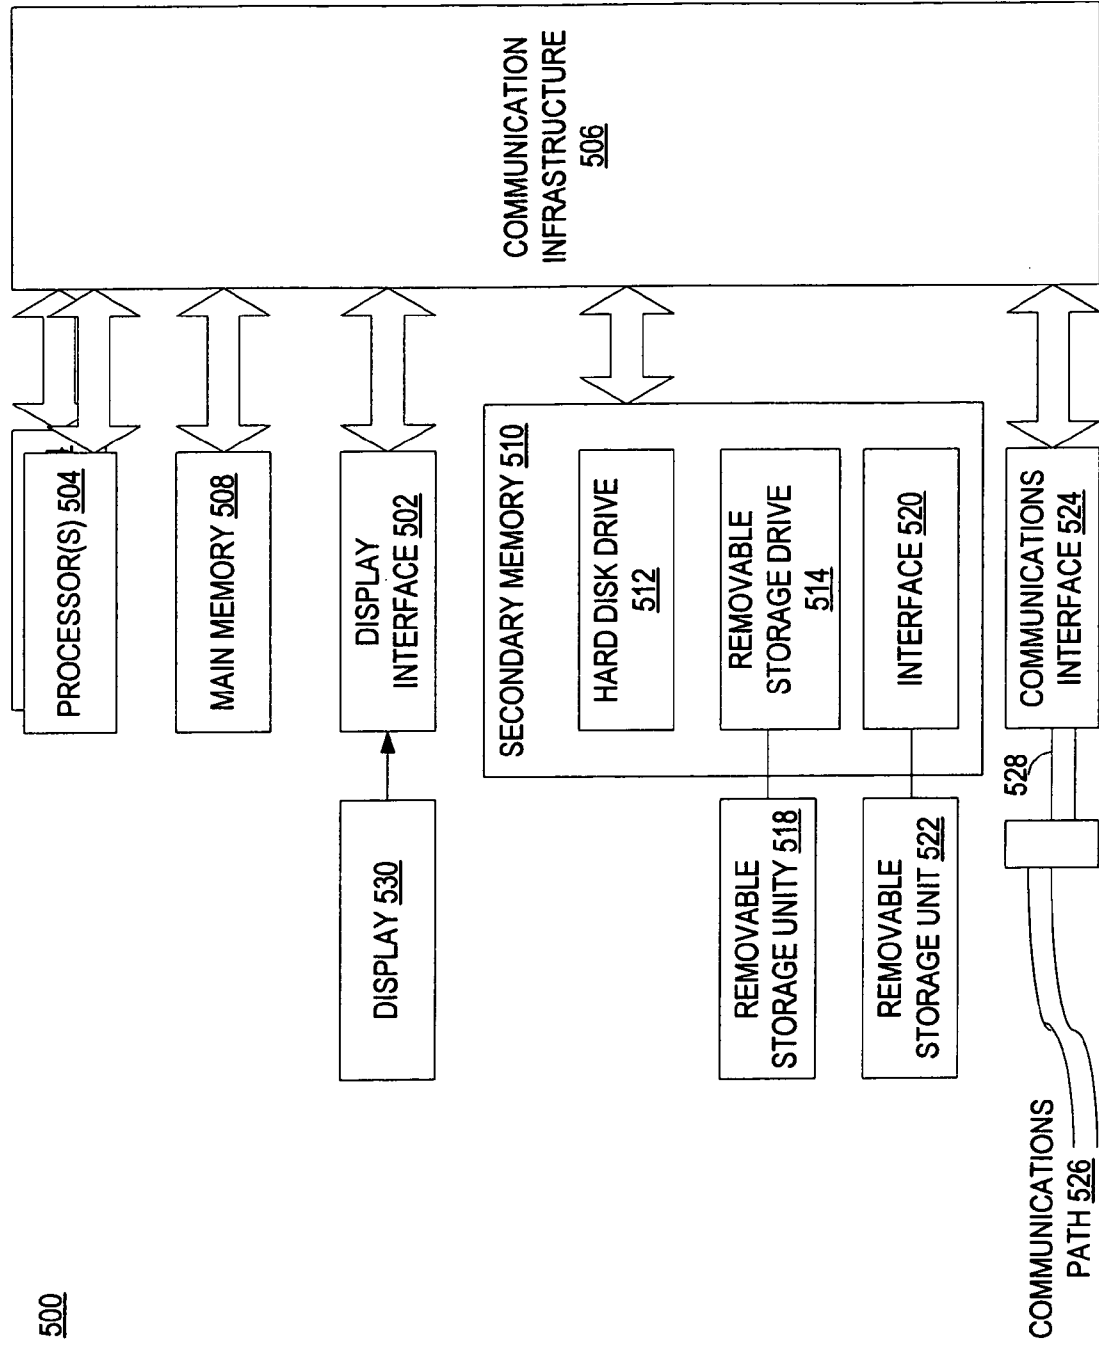 500
COMMUNICATION
INFRASTRUCTURE
506
PROCESSOR(S) 504
MAIN MEMORY 508
DISPLAY
INTERFACE 502
DISPLAY 530
SECONDARY MEMORY 510
HARD DISK DRIVE
512
REMOVABLE
STORAGE DRIVE
514
INTERFACE 520
REMOVABLE
STORAGE UNITY 518
REMOVABLE
STORAGE UNIT 522
COMMUNICATIONS
INTERFACE 524
528
COMMUNICATIONS
PATH 526